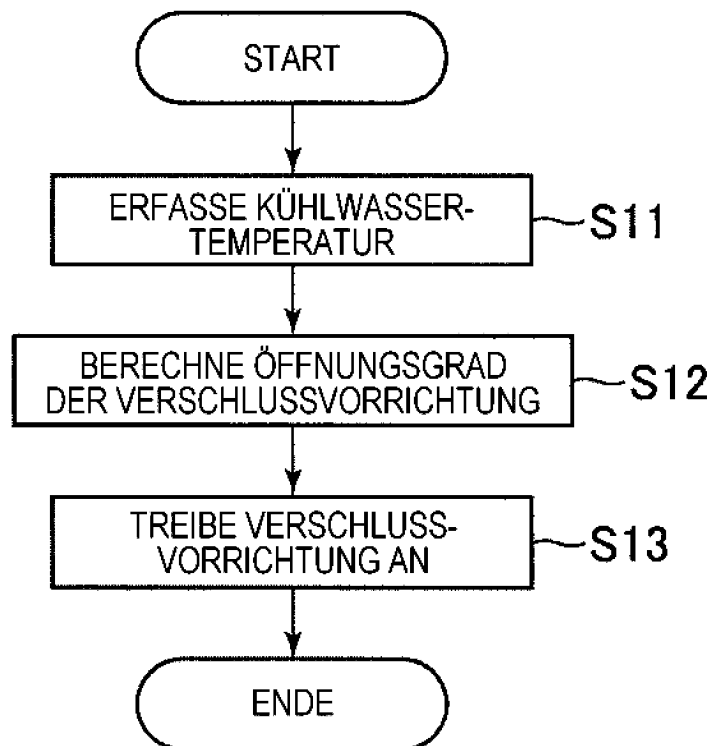 START
ERFASSE KÜHLWASSER-
TEMPERATUR
S11
BERECHNE ÖFFNUNGSGRAD
DER VERSCHLUSSVORRICHTUNG
S12
TREIBE VERSCHLUSS-
VORRICHTUNG AN
S13
ENDE